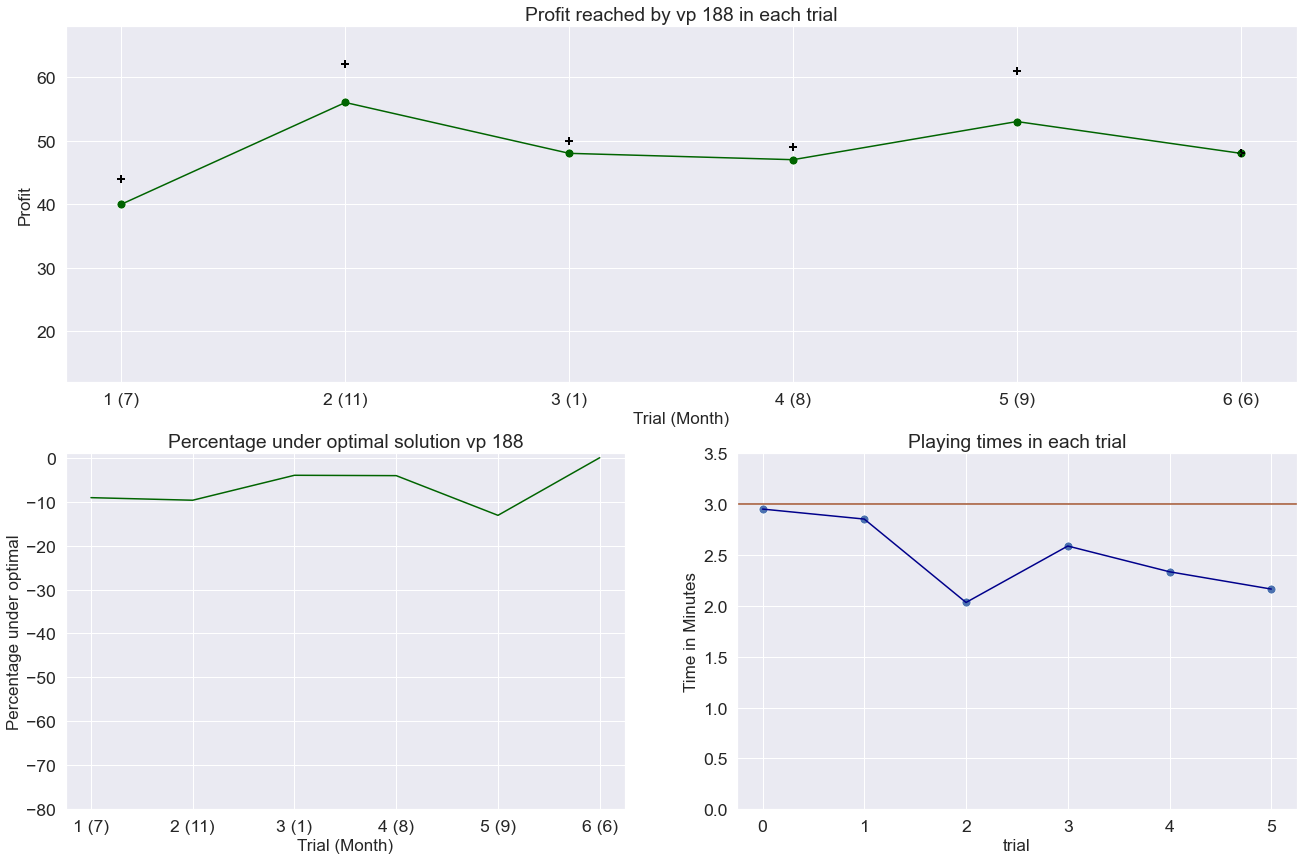 Profit reached by vp 188 in each trial
60
50
40
30
20
Profit
1 (7) 2 (11) 3 (1) 4 (8) 5 (9) 6 (6)
Trial (Month)
Percentage under optimal solution vp 188
0
−10
−20
−30
−40
−50
−60
−70
−80
Percentage under optimal
1 (7) 2 (11) 3 (1) 4 (8) 5 (9) 6 (6)
Trial (Month)
Playing times in each trial
3.5
3.0
2.5
2.0
1.5
1.0
0.5
0.0
Time in Minutes
0 1 2 3 4 5
trial